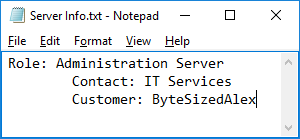 Server Info.txt - Notepad
File Edit Format View Help
Role: Administration Server
Contact: IT Services
Customer: ByteSizedAlex